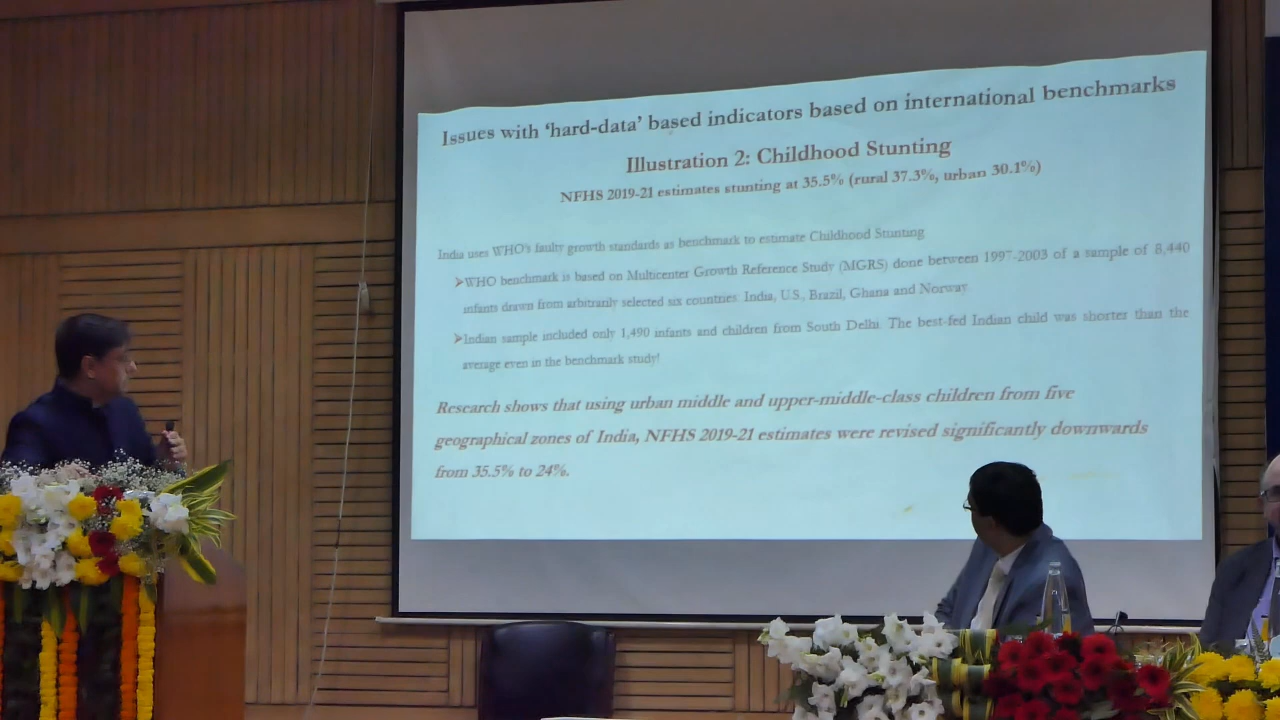 Issues with ‘hard-data’ based indicators based on international benchmarks
Illustration 2: Childhood Stunting
NFHS 2019-21 estimates stunting at 35.5% (rural 37.3%, urban 30.1%)
India uses WHO's faulty growth standards as benchmark to estimate Childhood Stunting
➢WHO benchmark is based on Multicenter Growth Reference Study (MGRS) done between 1997-2003 of a sample of 8,440
infants drawn from arbitrarily selected six countries. India, U.S., Brazil, Ghana and Norway.
➢Indian sample included only 1,490 infants and children from South Delhi. The best-fed Indian child was shorter than the
average even in the benchmark study!
Research shows that using urban middle and upper-middle-class children from five
geographical zones of India, NFHS 2019-21 estimates were revised significantly downwards
from 35.5% to 24%.